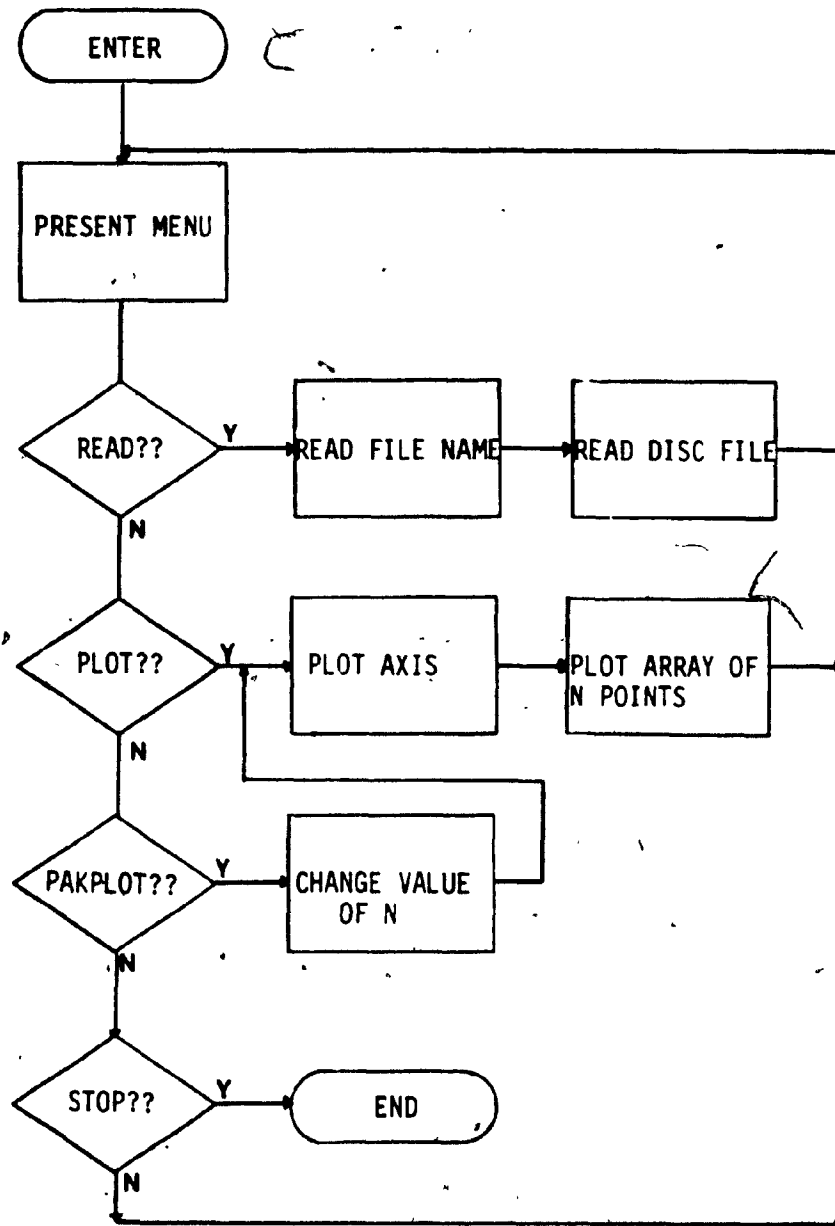 ENTER
PRESENT MENU
READ??
Y
READ FILE NAME
READ DISC FILE
N
PLOT??
Y
PLOT AXIS
PLOT ARRAY OF
N POINTS
N
PAKPLOT??
Y
CHANGE VALUE
OF N
N
STOP??
Y
END
N